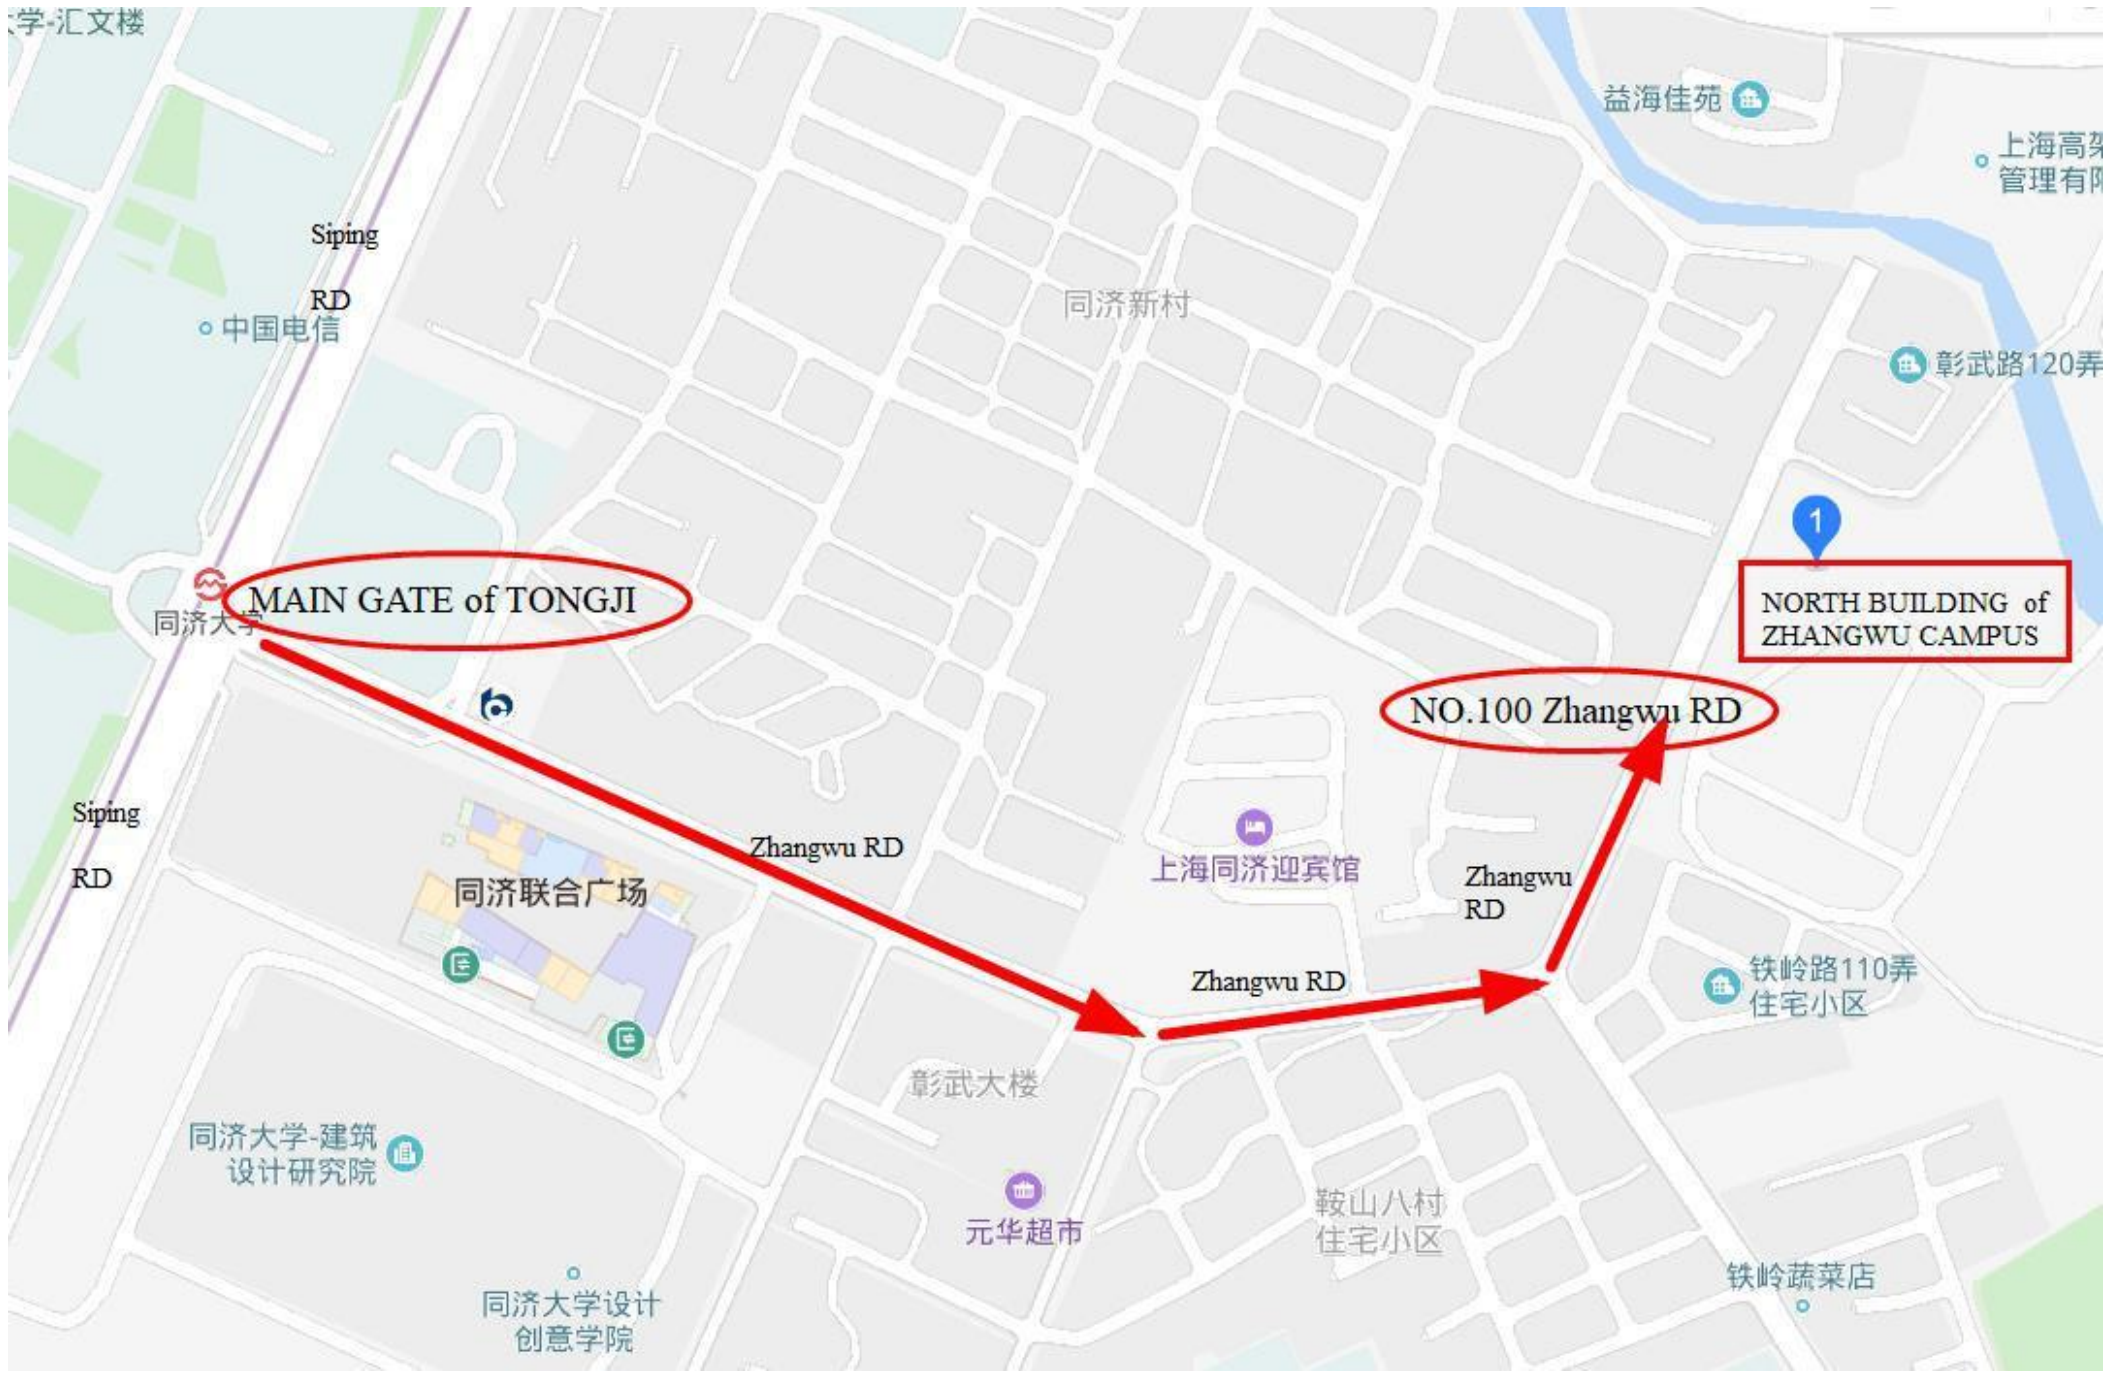 学-汇文楼
益海佳苑
上海高架
管理有限
Siping
RD
中国电信
同济新村
彰武路120弄
1
MAIN GATE of TONGJI
同济大学
NORTH BUILDING of
ZHANGWU CAMPUS
NO.100 Zhangwu RD
Siping
RD
Zhangwu RD
同济联合广场
上海同济迎宾馆
Zhangwu
RD
Zhangwu RD
铁岭路110弄
住宅小区
彰武大楼
同济大学-建筑
设计研究院
元华超市
鞍山八村
住宅小区
铁岭蔬菜店
同济大学设计
创意学院